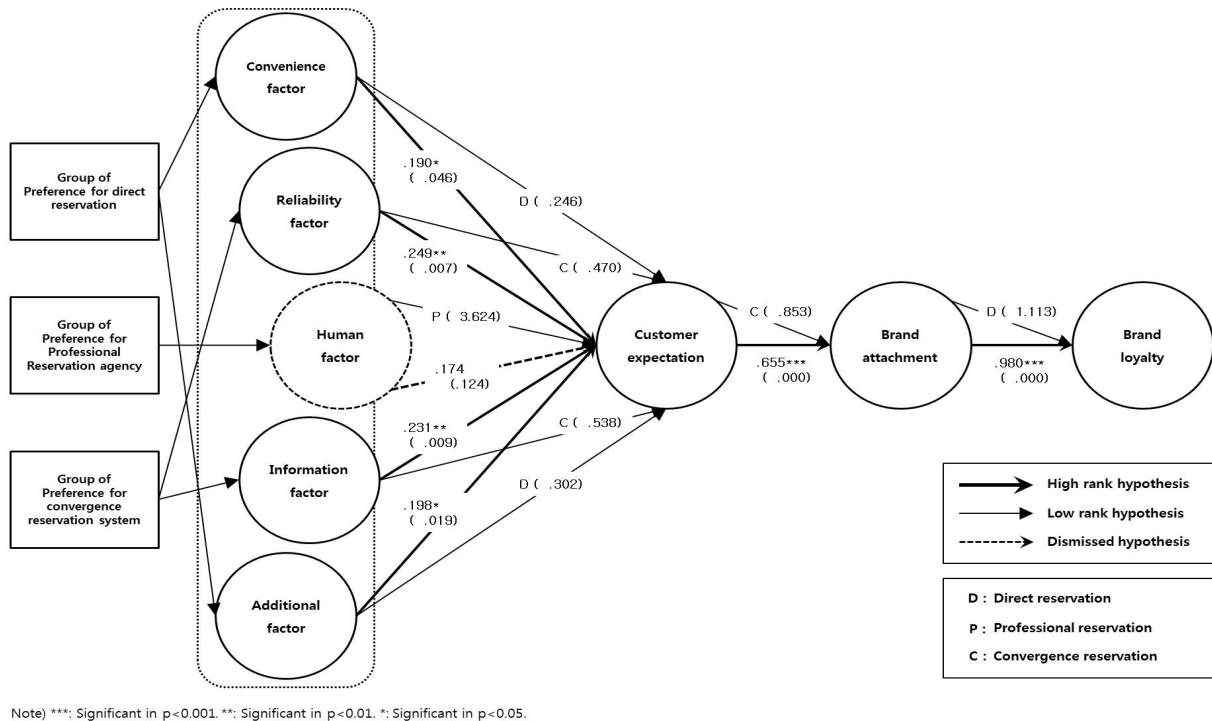 Convenience
factor
Group of
Preference for direct
reservation
Reliability
factor
Group of
Preference for
Professional
Reservation agency
Human
factor
Group of
Preference for
convergence
reservation system
Information
factor
Additional
factor
.190*
( .046)
D ( .246)
.249**
( .007)
C ( .470)
P ( 3.624)
.174
(.124)
.231**
( .009)
C ( .538)
.198*
( .019)
D ( .302)
Customer
expectation
C ( .853)
.655***
( .000)
Brand
attachment
D ( 1.113)
.980***
( .000)
Brand
loyalty
High rank hypothesis
Low rank hypothesis
Dismissed hypothesis
D : Direct reservation
P : Professional reservation
C : Convergence reservation
Note) ***: Significant in p<0.001. **: Significant in p<0.01. *: Significant in p<0.05.